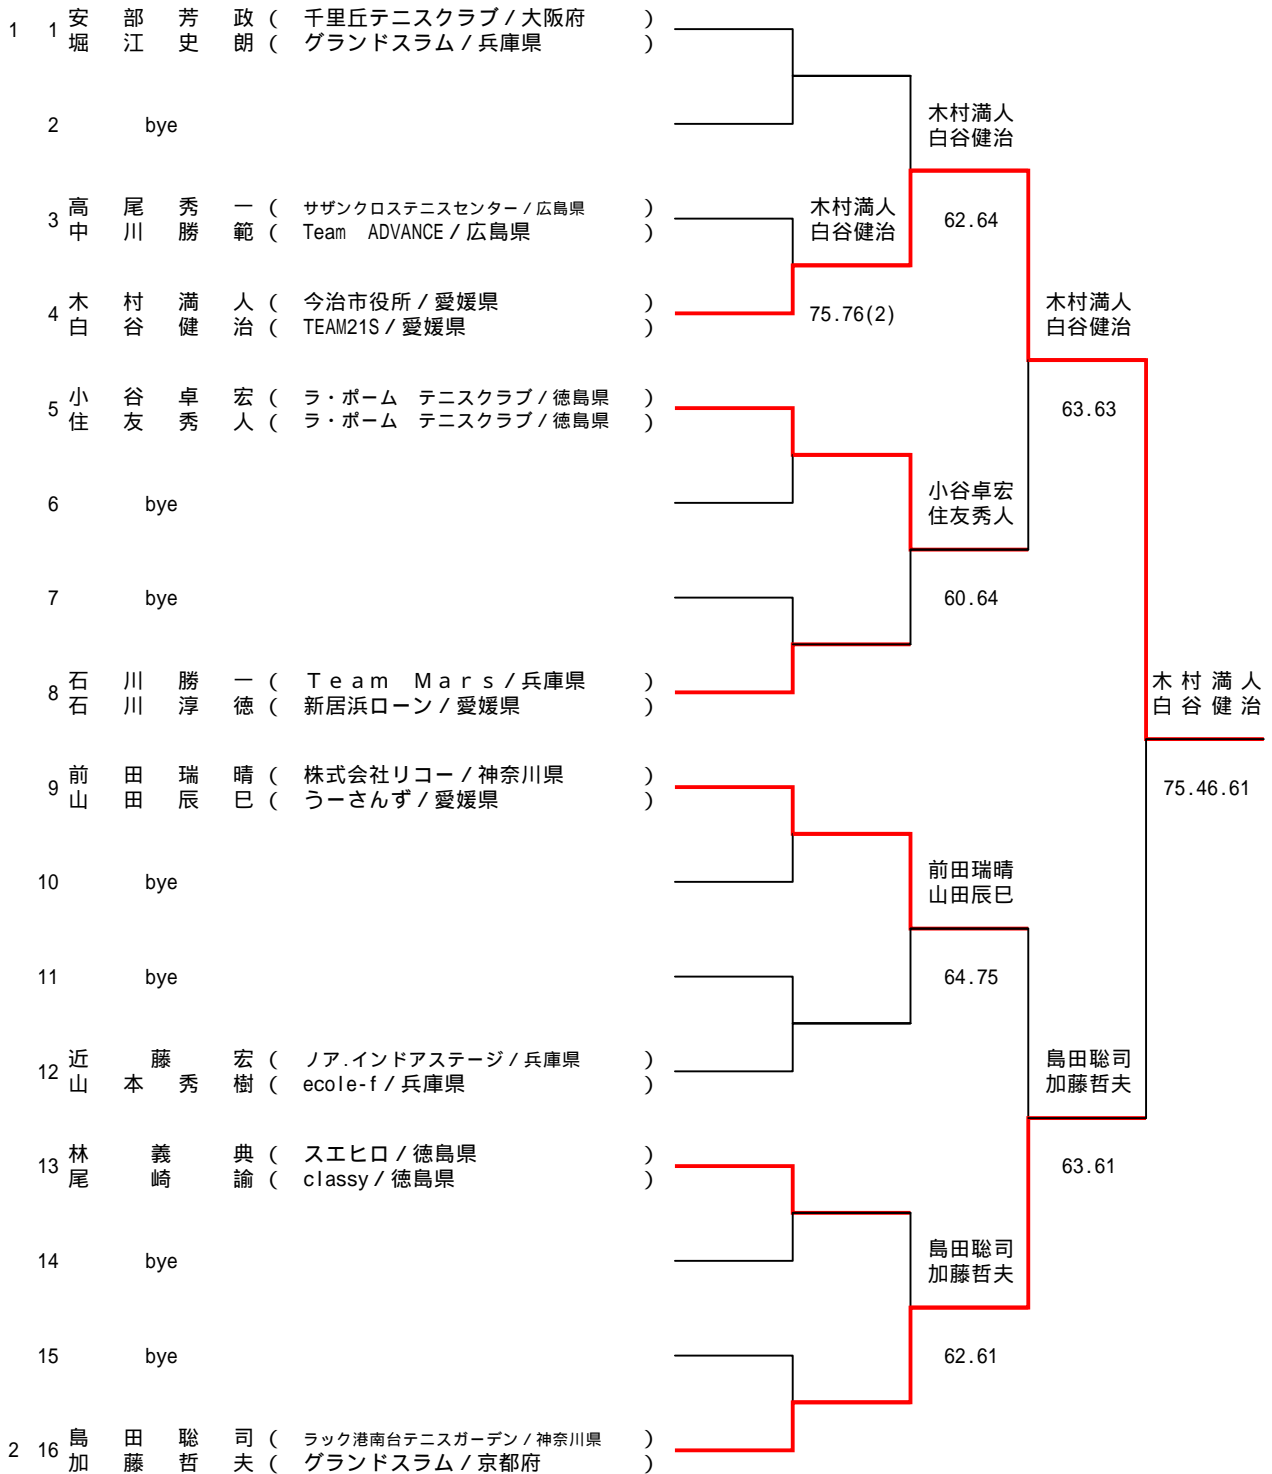 1 1 安 部 芳 政 ( 千里丘テニスクラブ / 大阪府 )
堀 江 史 朗 ( グランドスラム / 兵庫県 )
2 bye
木村満人
白谷健治
3 高 尾 秀 一 ( サザンクロステニスセンター / 広島県 )
中 川 勝 範 ( Team ADVANCE / 広島県 )
木村満人
白谷健治
62.64
4 木 村 満 人 ( 今治市役所 / 愛媛県 )
白 谷 健 治 ( TEAM21S / 愛媛県 )
75.76(2)
木村満人
白谷健治
5 小 谷 卓 宏 ( ラ・ポーム テニスクラブ / 徳島県 )
住 友 秀 人 ( ラ・ポーム テニスクラブ / 徳島県 )
63.63
6 bye
小谷卓宏
住友秀人
7 bye
60.64
8 石 川 勝 一 ( Team Mars / 兵庫県 )
石 川 淳 徳 ( 新居浜ローン / 愛媛県 )
木 村 満 人
白 谷 健 治
9 前 田 瑞 晴 ( 株式会社リコー / 神奈川県 )
山 田 辰 巳 ( うーさんず / 愛媛県 )
75.46.61
10 bye
前田瑞晴
山田辰巳
11 bye
64.75
12 近 藤 宏 ( ノア.インドアステージ / 兵庫県 )
山 本 秀 樹 ( ecole-f / 兵庫県 )
島田聡司
加藤哲夫
13 林 義 典 ( スエヒロ / 徳島県 )
尾 崎 諭 ( classy / 徳島県 )
63.61
14 bye
島田聡司
加藤哲夫
15 bye
62.61
2 16 島 田 聡 司 ( ラック港南台テニスガーデン / 神奈川県 )
加 藤 哲 夫 ( グランドスラム / 京都府 )